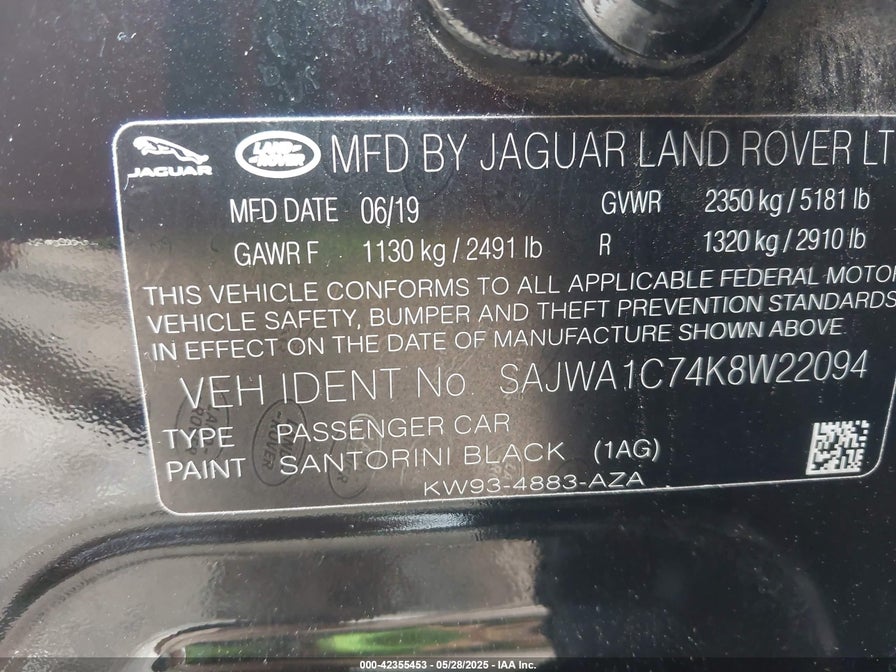 JAGUAR LAND ROVER MFD BY JAGUAR LAND ROVER LT
MFD DATE 06/19 GVWR 2350 kg / 5181 lb
GAWR F 1130 kg / 2491 lb R 1320 kg / 2910 lb
THIS VEHICLE CONFORMS TO ALL APPLICABLE FEDERAL MOTOR
VEHICLE SAFETY, BUMPER AND THEFT PREVENTION STANDARDS
IN EFFECT ON THE DATE OF MANUFACTURE SHOWN ABOVE.
VEH IDENT No SAJWA1C74K8W22094
TYPE PASSENGER CAR
PAINT SANTORINI BLACK (1AG)
KW93-4883-AZA
000-42355453 - 05/28/2025 - IAA Inc.